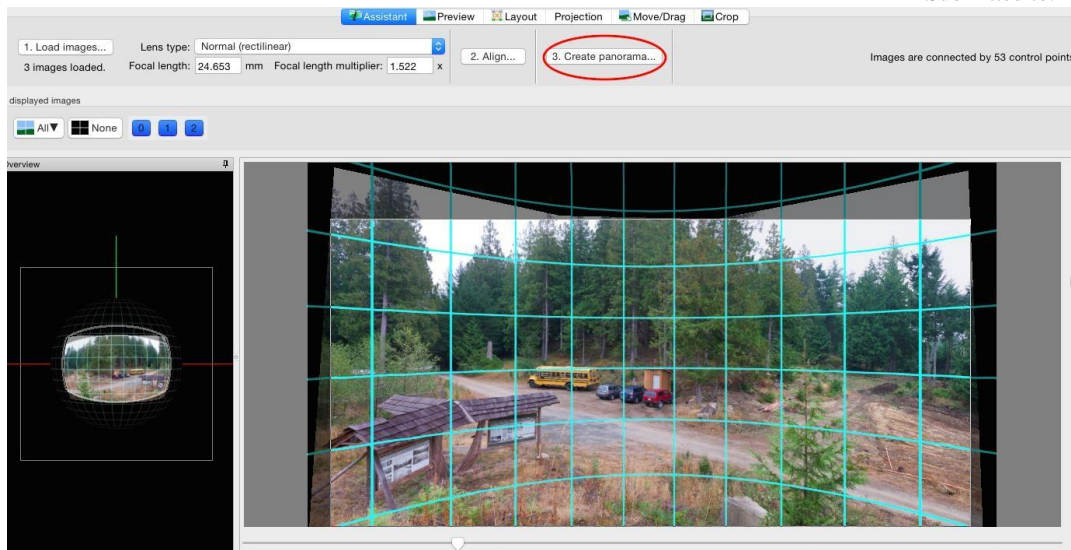 Assistant Preview Layout Projection Move/Drag Crop
1. Load images... Lens type: Normal (rectilinear) 2. Align... 3. Create panorama... Images are connected by 53 control points
3 images loaded. Focal length: 24.653 mm Focal length multiplier: 1.522 x
displayed images
All▼ None 0 1 2
Overview